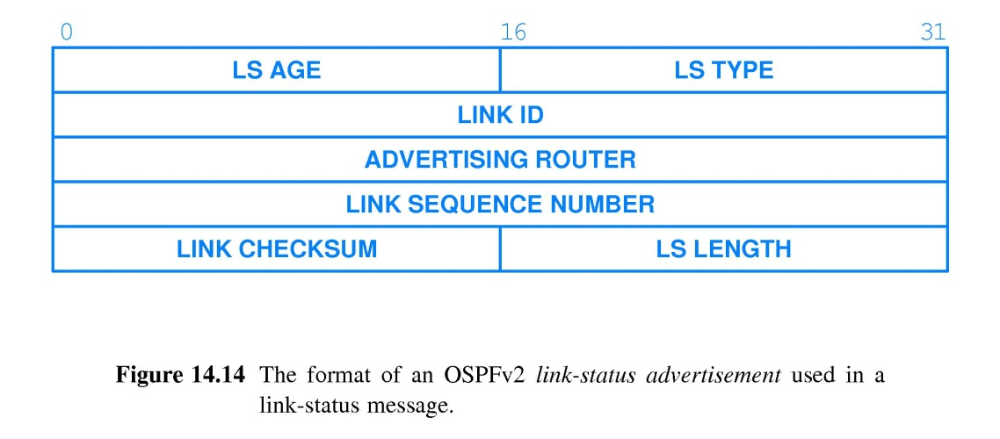 0 16 31
LS AGE LS TYPE
LINK ID
ADVERTISING ROUTER
LINK SEQUENCE NUMBER
LINK CHECKSUM LS LENGTH
Figure 14.14 The format of an OSPFv2 link-status advertisement used in a
link-status message.